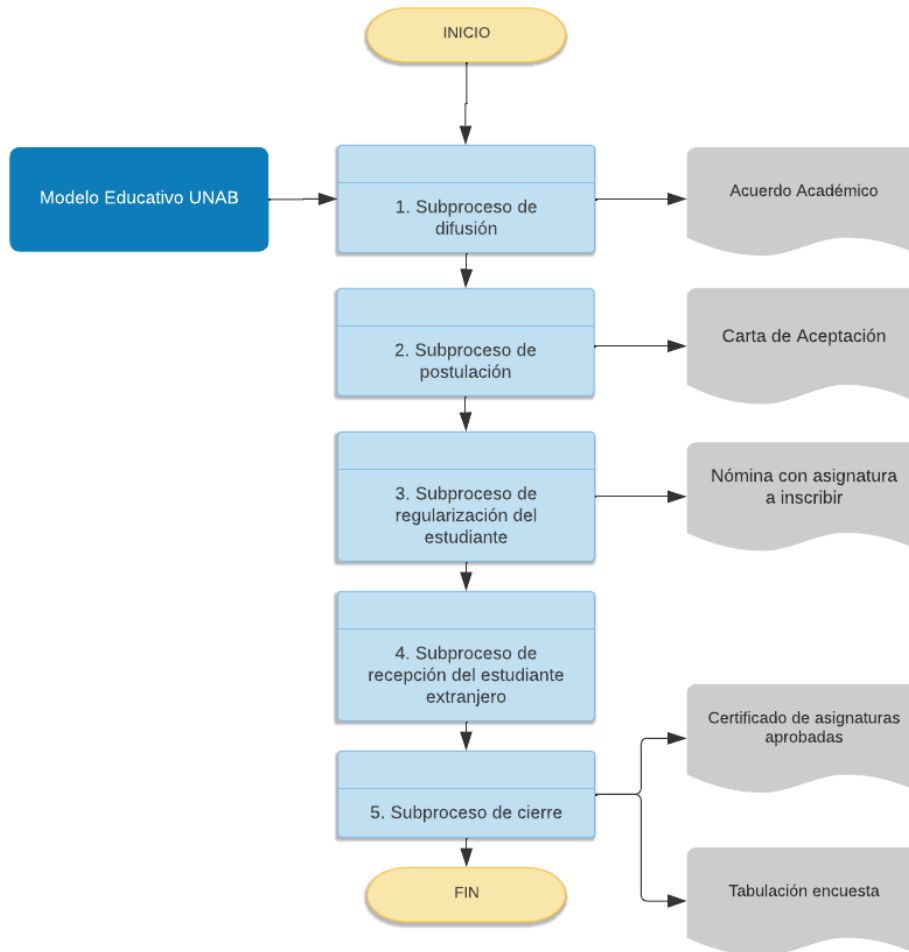 INICIO
Modelo Educativo UNAB
1. Subproceso de
difusión
Acuerdo Académico
2. Subproceso de
postulación
Carta de Aceptación
3. Subproceso de
regularización del
estudiante
Nómina con asignatura
a inscribir
4. Subproceso de
recepción del estudiante
extranjero
Certificado de asignaturas
aprobadas
5. Subproceso de cierre
FIN
Tabulación encuesta